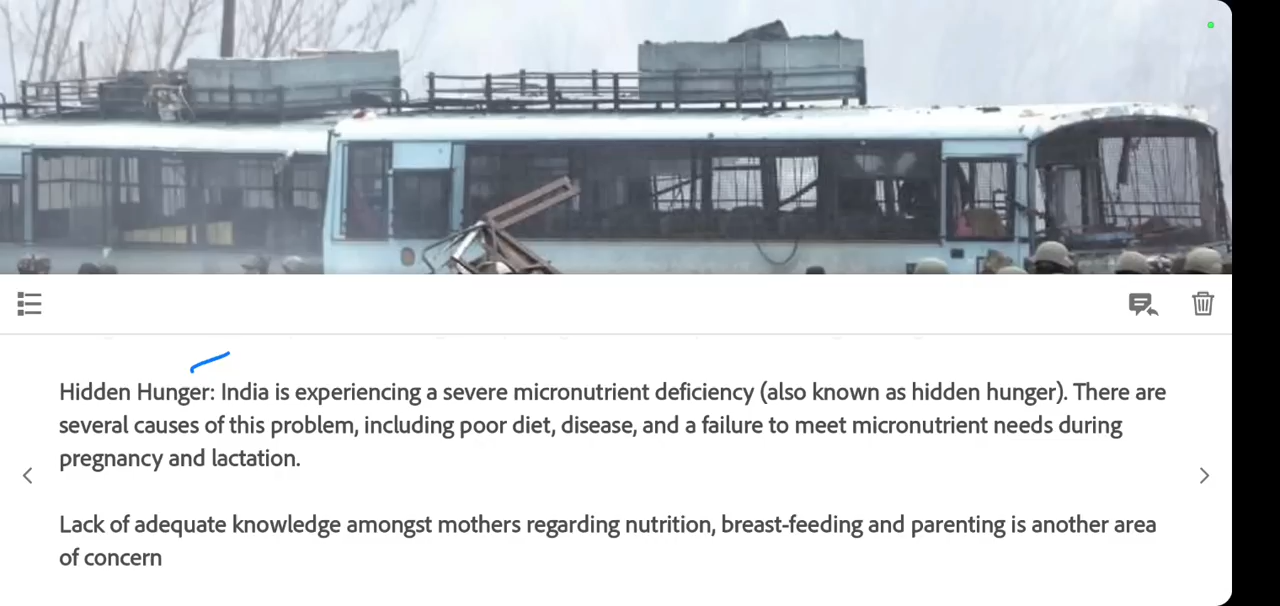 Hidden Hunger: India is experiencing a severe micronutrient deficiency (also known as hidden hunger). There are
several causes of this problem, including poor diet, disease, and a failure to meet micronutrient needs during
pregnancy and lactation.
Lack of adequate knowledge amongst mothers regarding nutrition, breast-feeding and parenting is another area
of concern